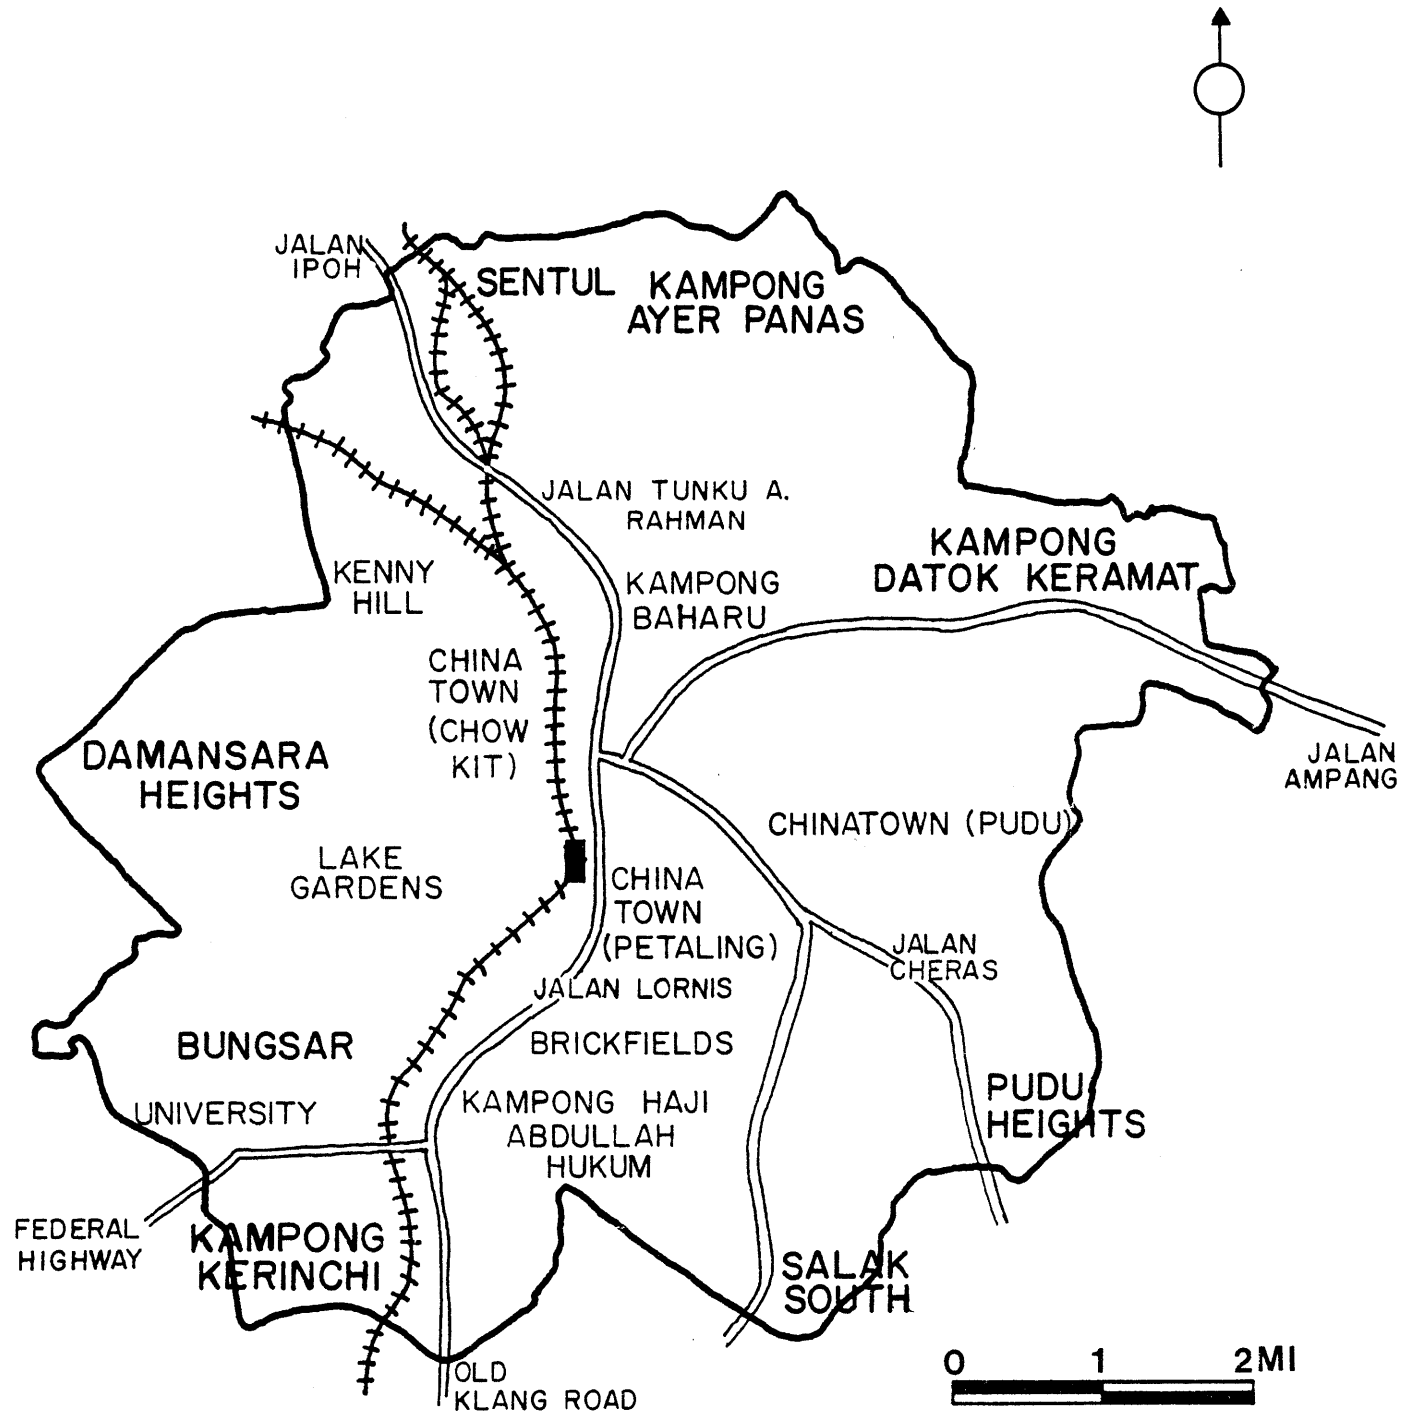 JALAN
IPOH
SENTUL
KAMPONG
AYER PANAS
JALAN TUNKU A.
RAHMAN
KAMPONG
DATOK KERAMAT
KENNY
HILL
KAMPONG
BAHARU
CHINA
TOWN
(CHOW
KIT)
DAMANSARA
HEIGHTS
JALAN
AMPANG
CHINATOWN (PUDU)
LAKE
GARDENS
CHINA
TOWN
(PETALING)
JALAN
CHERAS
JALAN LORNIS
BUNGSAR
BRICKFIELDS
PUDU
HEIGHTS
UNIVERSITY
KAMPONG HAJI
ABDULLAH
HUKUM
FEDERAL
HIGHWAY
KAMPONG
KERINCHI
SALAK
SOUTH
OLD
KLANG ROAD
0 1 2MI